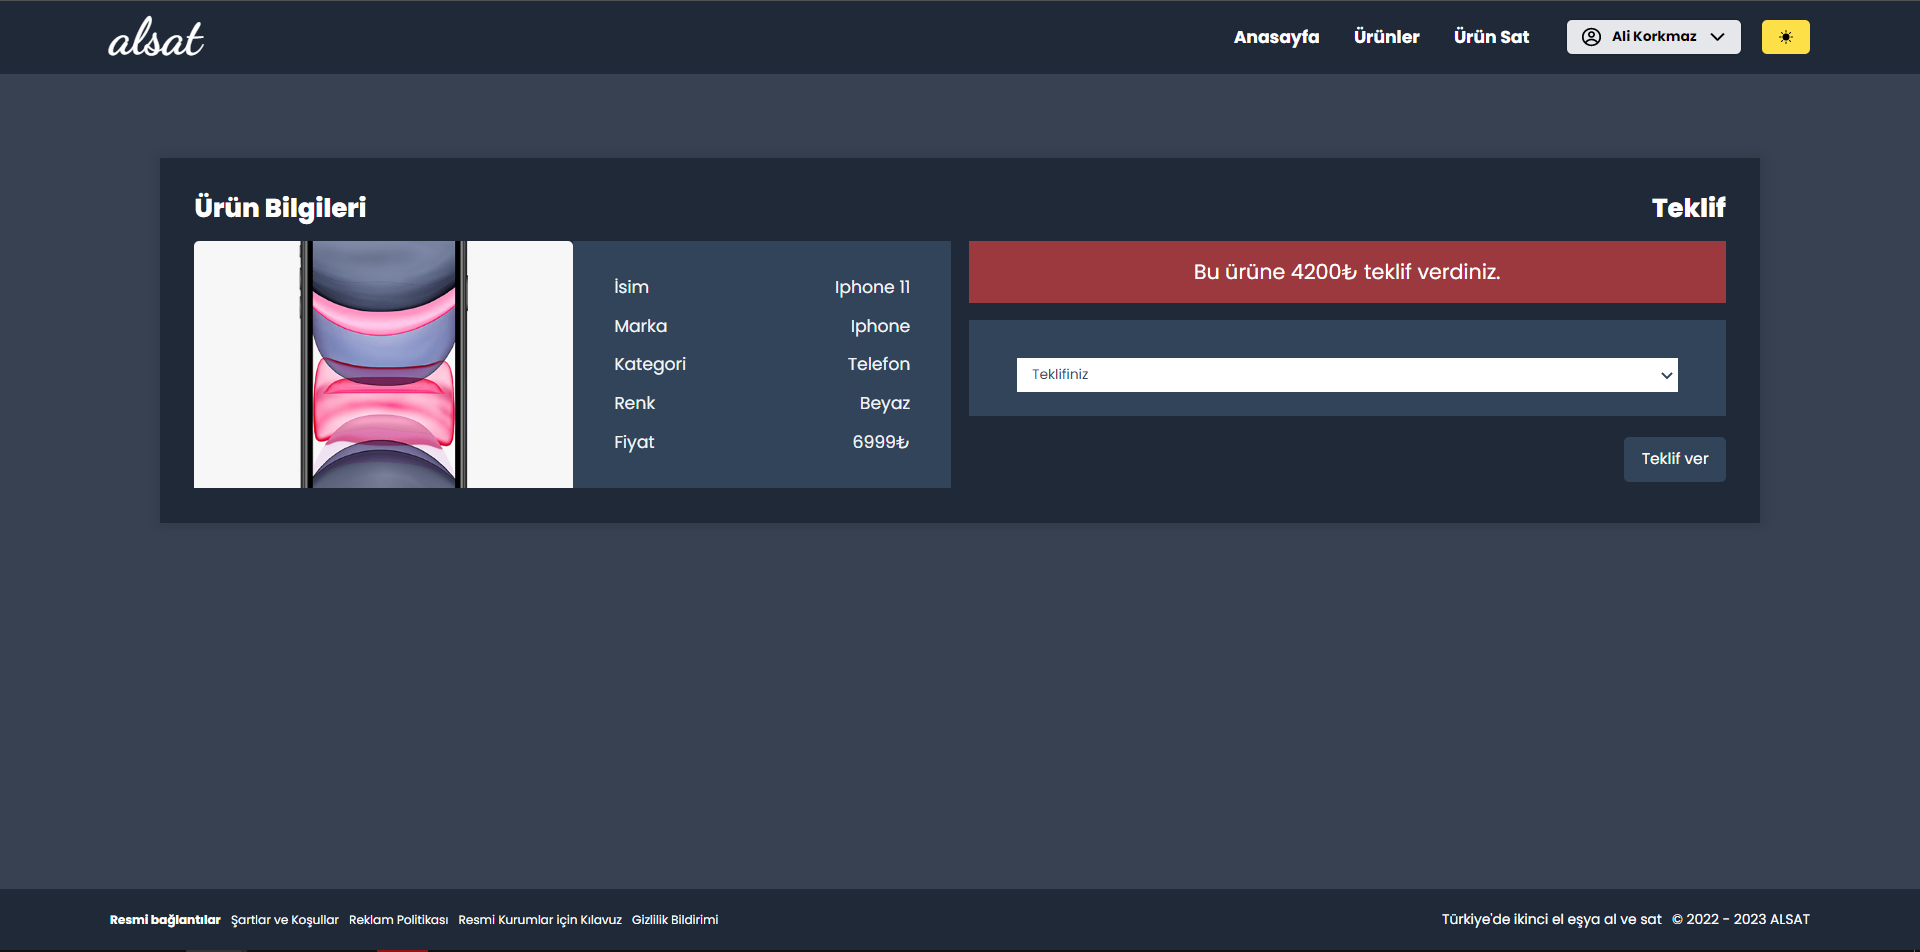 alsat
Anasayfa Ürünler Ürün Sat Ali Korkmaz
Ürün Bilgileri
Teklif
İsim Iphone 11
Marka Iphone
Kategori Telefon
Renk Beyaz
Fiyat 6999₺
Bu ürüne 4200₺ teklif verdiniz.
Teklifiniz
Teklif ver
Resmi bağlantılar Şartlar ve Koşullar Reklam Politikası Resmi Kurumlar için Kılavuz Gizlilik Bildirimi
Türkiye'de ikinci el eşya al ve sat © 2022 - 2023 ALSAT